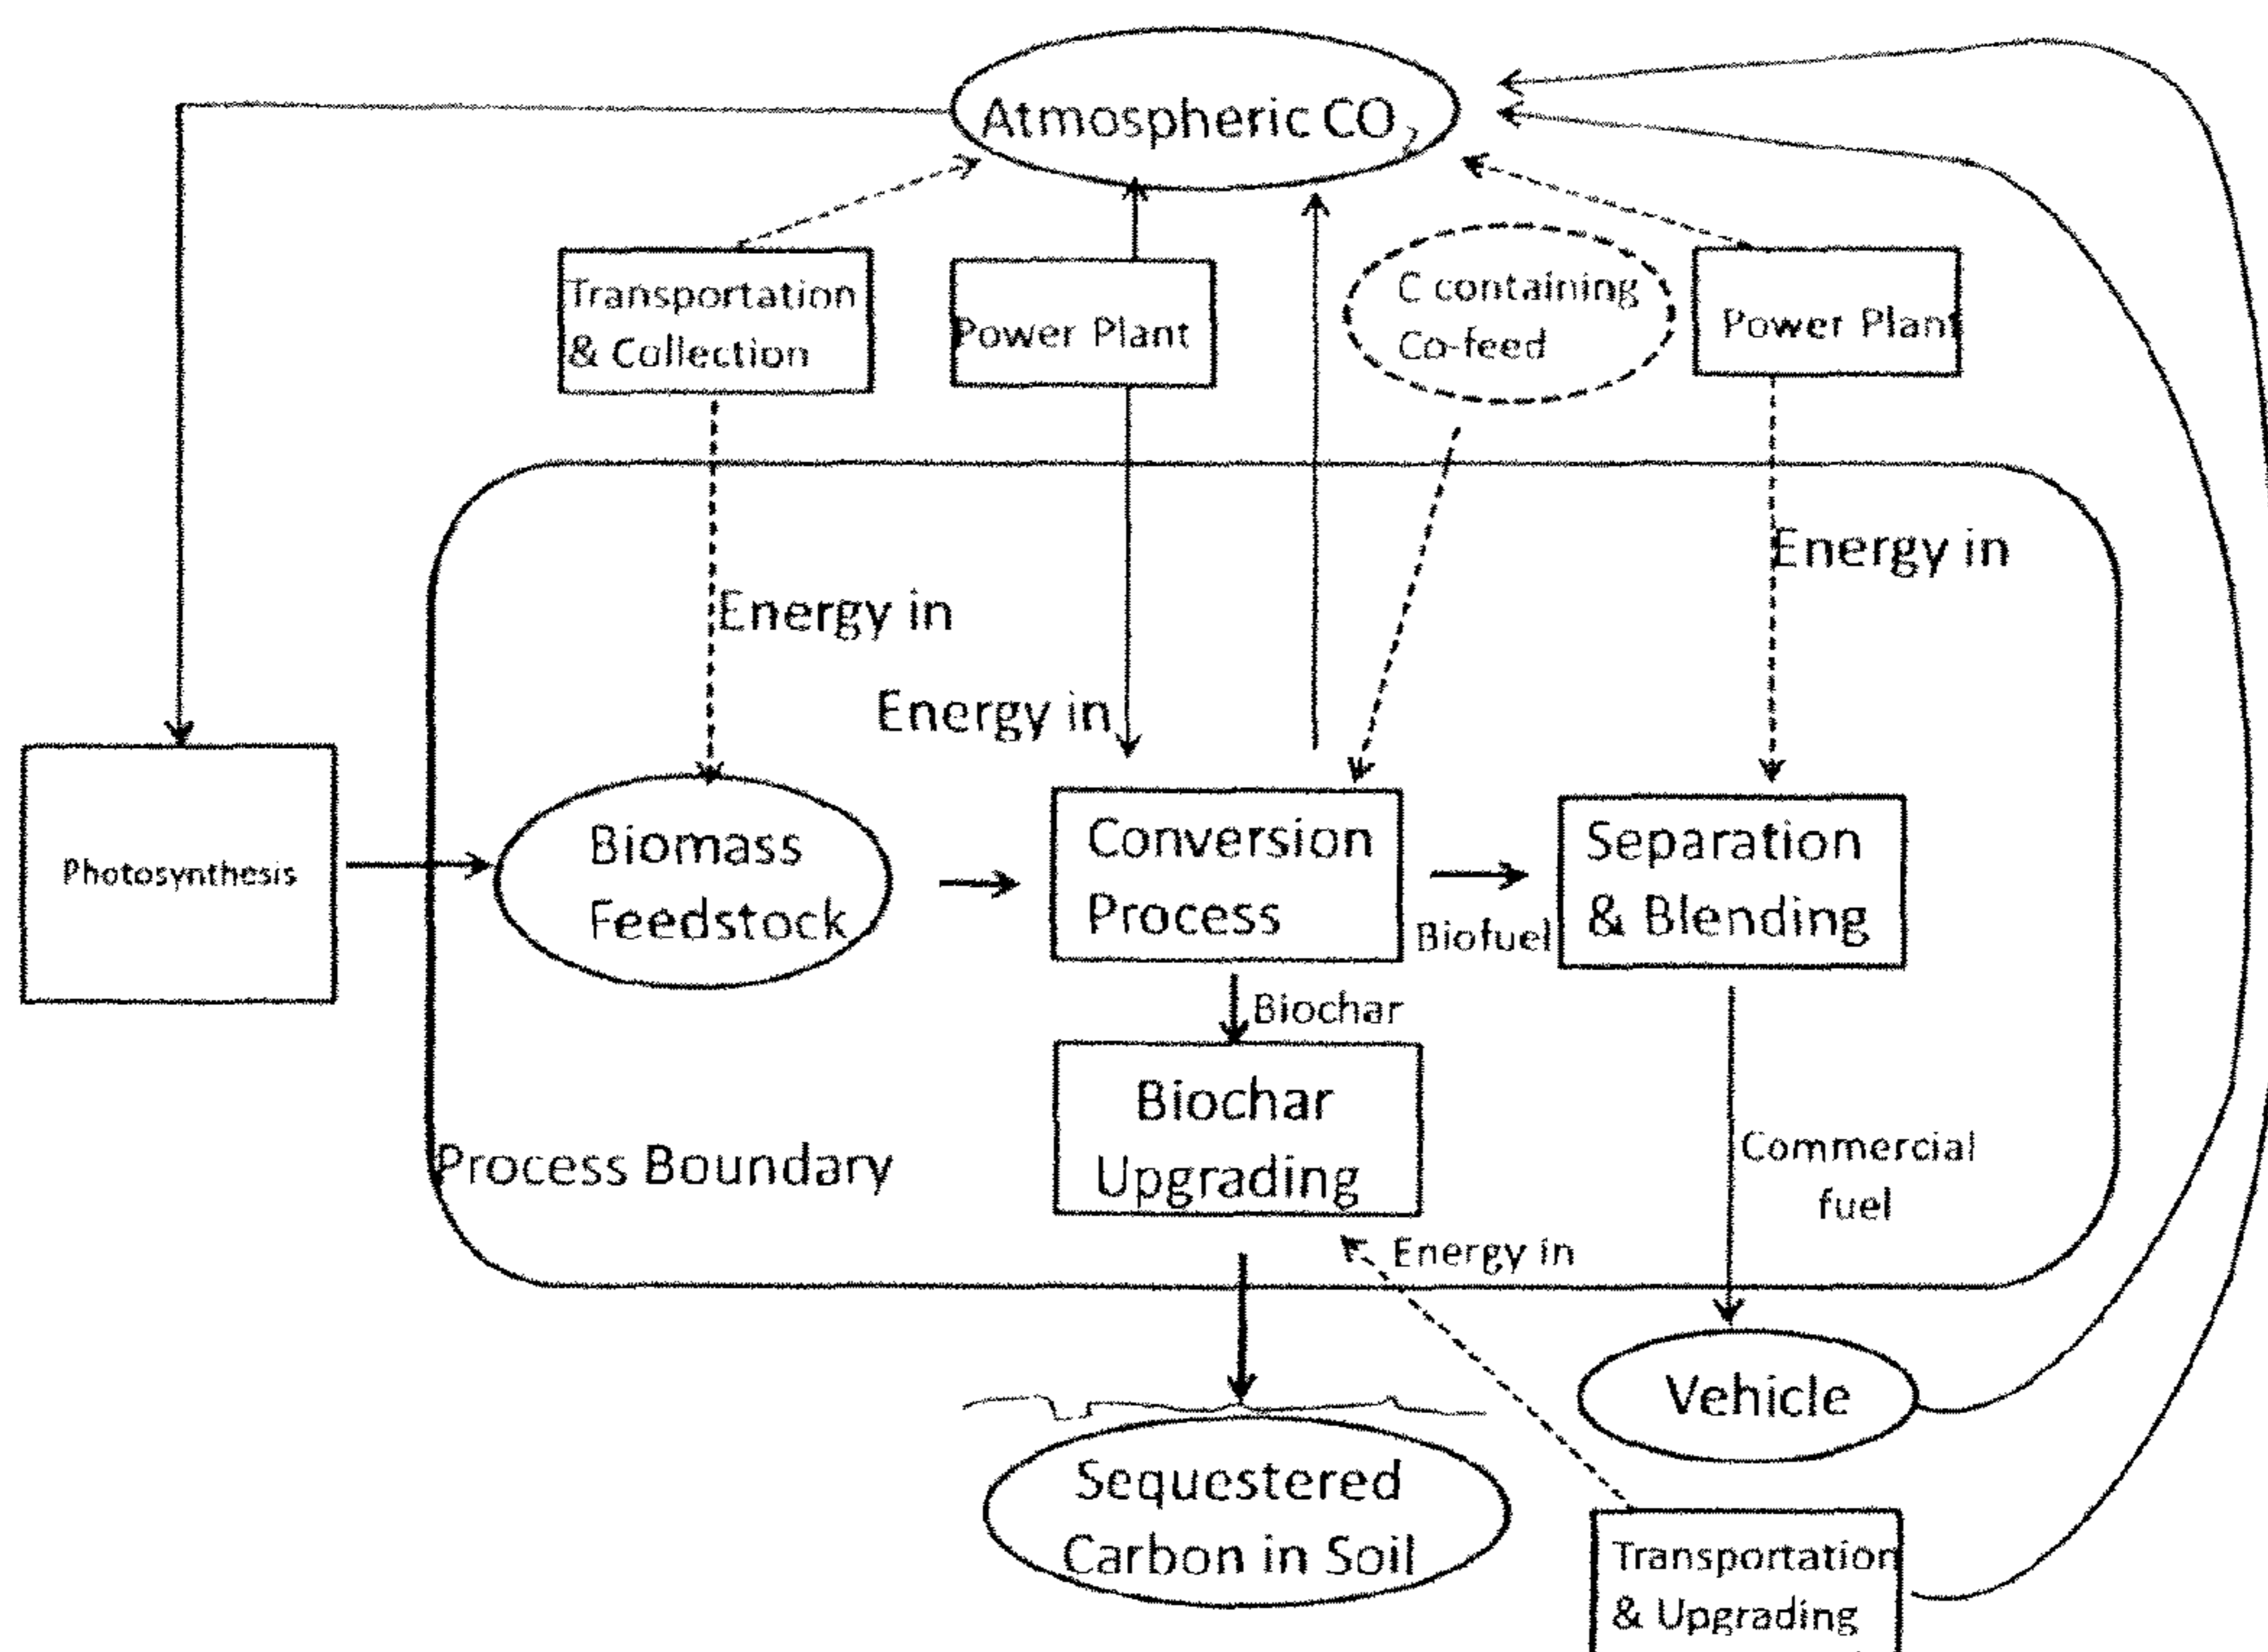 Atmospheric CO2
Transportation
& Collection
Power Plant
C containing
Co-feed
Power Plant
Energy in
Energy in
Energy in
Photosynthesis
Biomass
Feedstock
Conversion
Process
Biofuel
Separation
& Blending
Biochar
Biochar
Upgrading
Process Boundary
Commercial
fuel
Energy in
Vehicle
Sequestered
Carbon in Soil
Transportation
& Upgrading